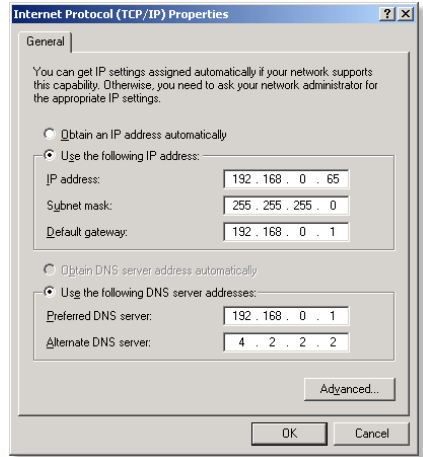 Internet Protocol (TCP/IP) Properties
General
You can get IP settings assigned automatically if your network supports
this capability. Otherwise, you need to ask your network administrator for
the appropriate IP settings.
Obtain an IP address automatically
Use the following IP address:
IP address: 192 . 168 . 0 . 65
Subnet mask: 255 . 255 . 255 . 0
Default gateway: 192 . 168 . 0 . 1
Obtain DNS server address automatically
Use the following DNS server addresses:
Preferred DNS server: 192 . 168 . 0 . 1
Alternate DNS server: 4 . 2 . 2 . 2
Advanced...
OK Cancel